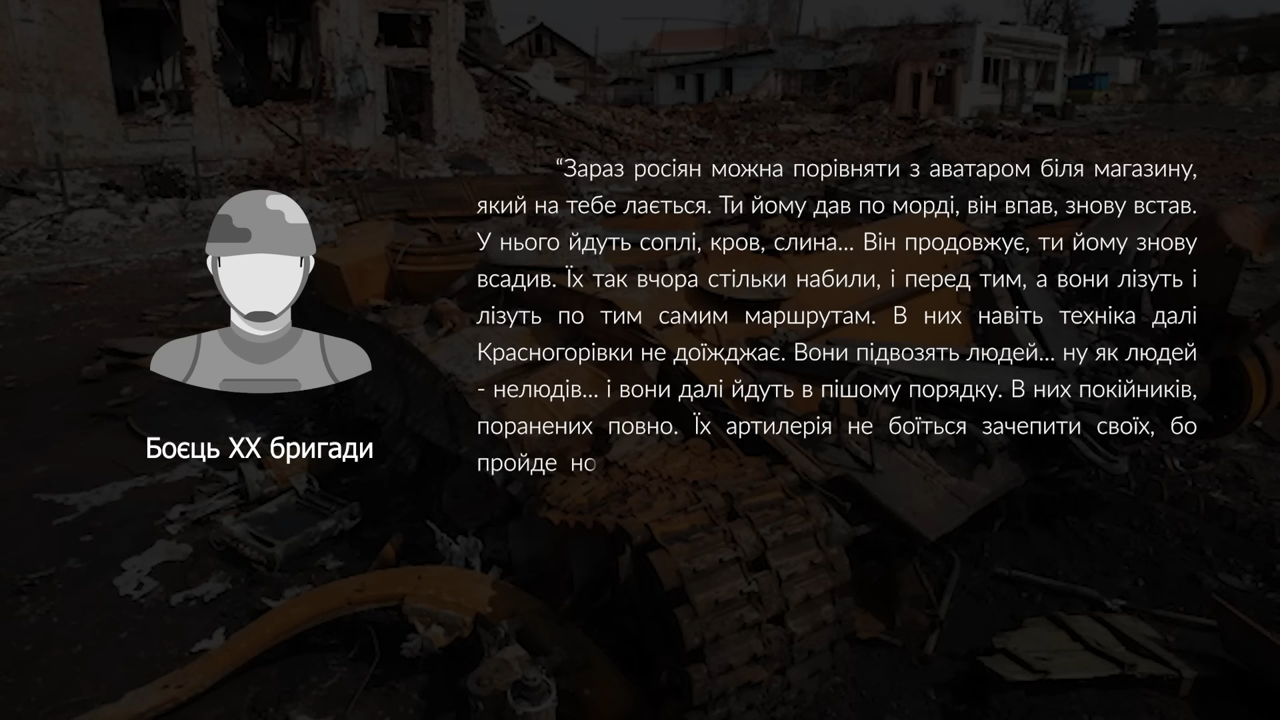 “Зараз росіян можна порівняти з аватаром біля магазину,
який на тебе лається. Ти йому дав по морді, він впав, знову встав.
У нього йдуть соплі, кров, слина... Він продовжує, ти йому знову
всадив. Їх так вчора стільки набили, і перед тим, а вони лізуть і
лізуть по тим самим маршрутам. В них навіть техніка далі
Красногорівки не доїжджає. Вони підвозять людей... ну як людей
- нелюдів... і вони далі йдуть в пішому порядку. В них покійників,
поранених повно. Їх артилерія не боїться зачепити своїх, бо
пройде
Боєць ХХ бригади